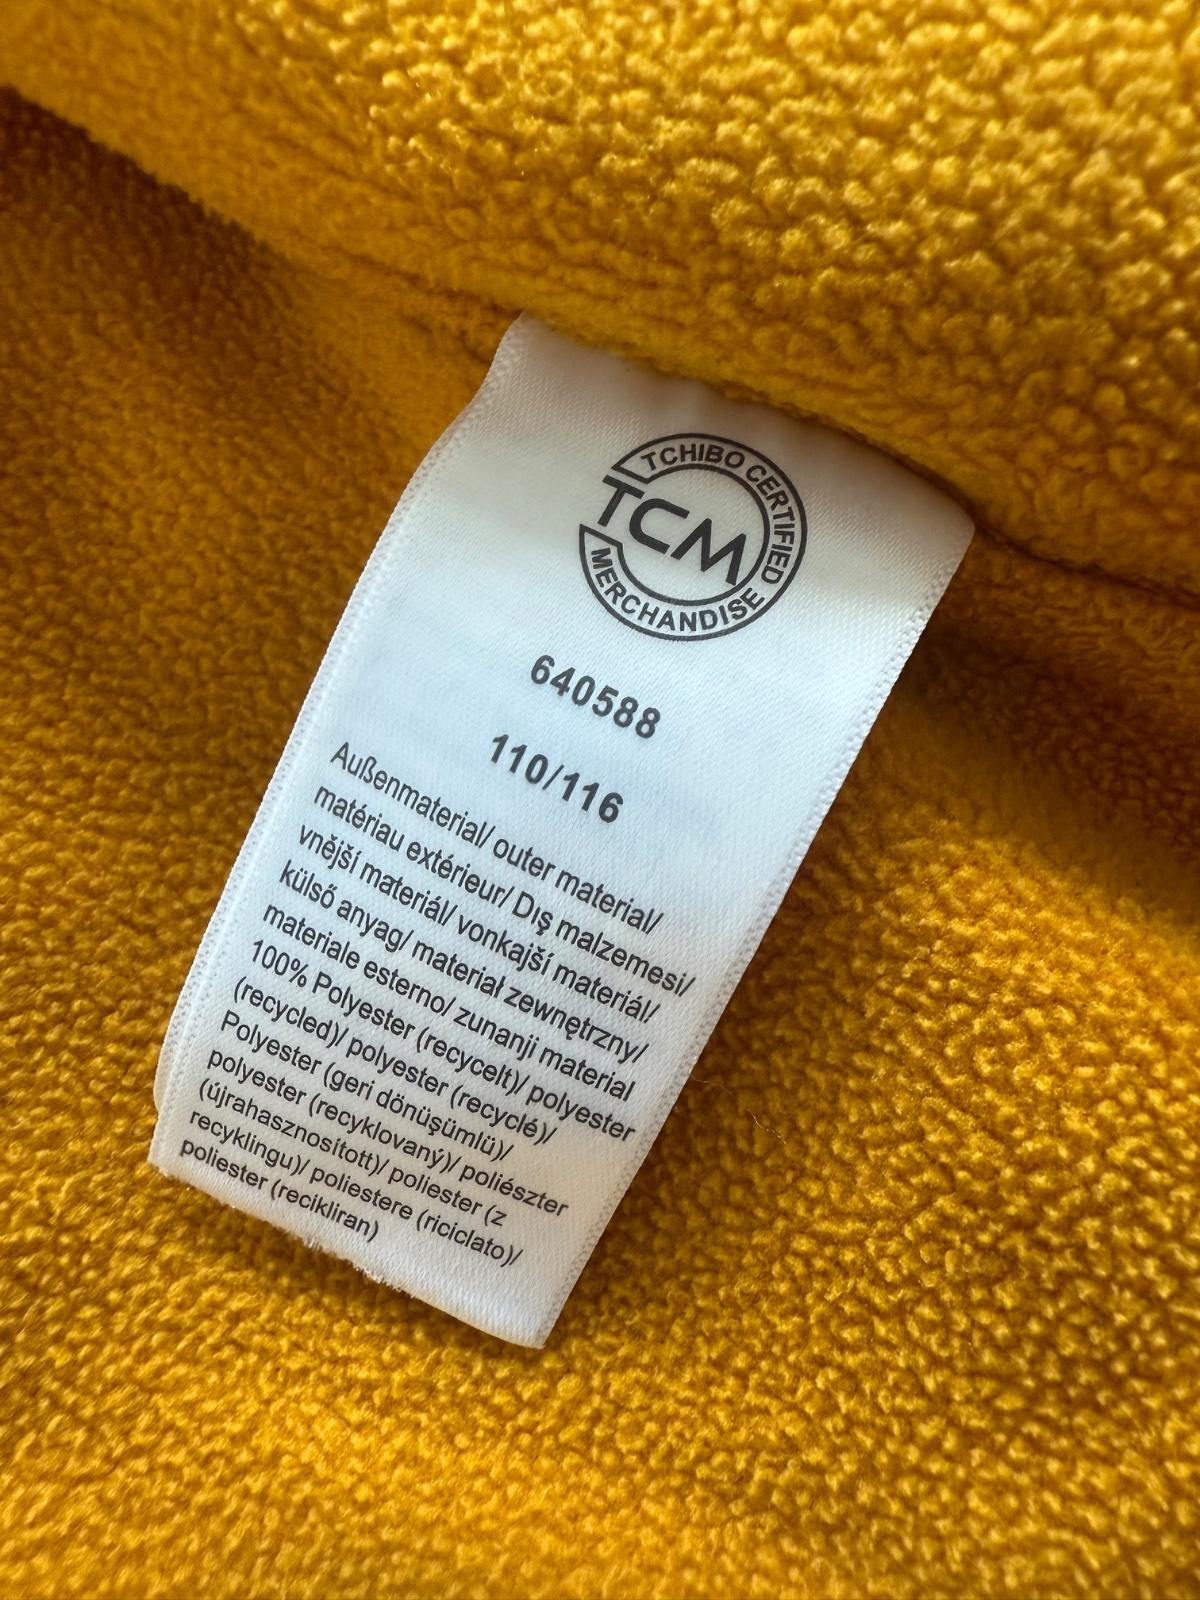 TCHIBO CERTIFIED
TCM
MERCHANDISE
640588
110/116
Außenmaterial/ outer material/
matériau extérieur/ Dış malzemesi/
vnější materiál/ vonkajší materiál/
külső anyag/ materiał zewnętrzny/
materiale esterno/ zunanji material
100% Polyester (recycelt)/ polyester
(recycled)/ polyester (recyclé)/
Polyester (geri dönüşümlü)/
polyester (recyklovaný)/ poliészter
(újrahasznosított)/ poliester (z
recyklingu)/ poliestere (riciclato)/
poliester (recikliran)